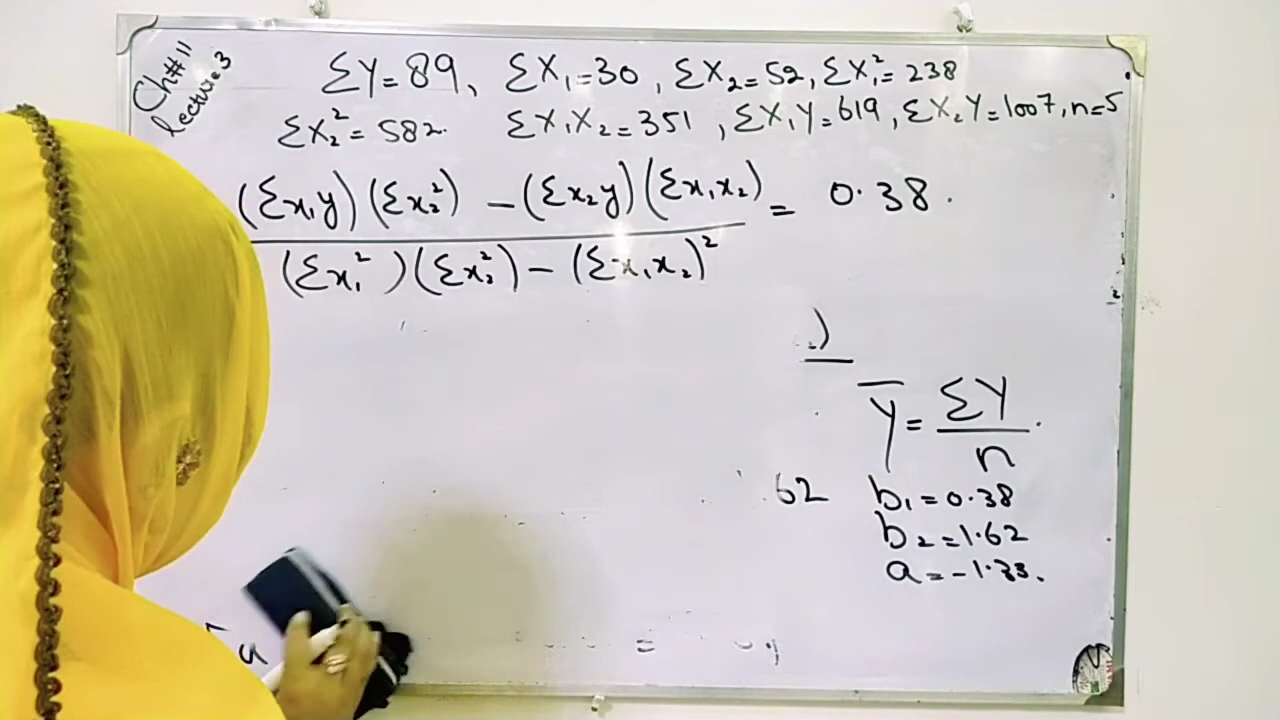 Ch#11
Lecture 3
ΣY=89, ΣX₁=30, ΣX₂=52, ΣX₁²=238
ΣX₂²=582. ΣX₁X₂=351, ΣX₁Y=619, ΣX₂Y=1007, n=5
(Σx₁y)(Σx₂²) − (Σx₂y)(Σx₁x₂) = 0.38.
(Σx₁²)(Σx₂²) − (Σx₁x₂)²
)
Ȳ = ΣY
n
.62 b₁=0.38
b₂=1.62
a=-1.33.
=
a